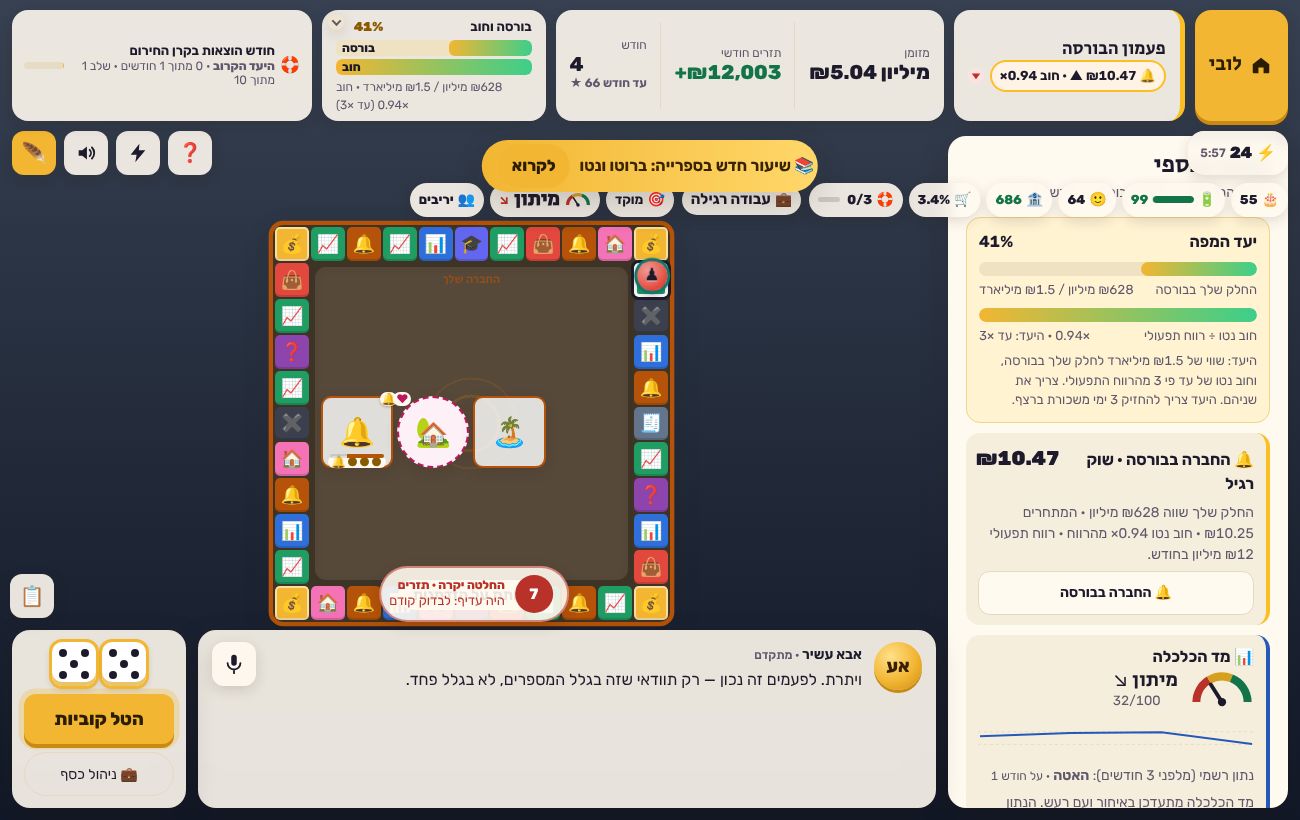 לובי
פעמון הבורסה
🔔 ₪10.47 ▲ • חוב 0.94×
מזומן
₪5.04 מיליון
תזרים חודשי
+₪12,003
חודש
4
עד חודש 66 ★
בורסה וחוב
41%
בורסה
חוב
₪628 מיליון / ₪1.5 מיליארד • חוב
0.94× (עד 3×)
חודש הוצאות בקרן החירום
היעד הקרוב • 0 מתוך 1 חודשים • שלב 1
מתוך 10
24
5:57
📚 שיעור חדש בספרייה: ברוטו ונטו
לקרוא
55
99
64
686
3.4%
0/3
עבודה רגילה
מוקד
מיתון ↘
יריבים
החברה שלך
7
החלטה יקרה • תזרים
היה עדיף: לבדוק קודם
יעד המפה
41%
החלק שלך בבורסה
₪628 מיליון / ₪1.5 מיליארד
חוב נטו ÷ רווח תפעולי
0.94× • היעד: עד 3×
היעד: שווי של ₪1.5 מיליארד לחלק שלך בבורסה,
וחוב נטו של עד פי 3 מהרווח התפעולי. צריך את
שניהם. היעד צריך להחזיק 3 ימי משכורת ברצף.
🔔 החברה בבורסה • שוק
רגיל
₪10.47
החלק שלך שווה ₪628 מיליון • המתחרים
₪10.25 • חוב נטו 0.94× מהרווח • רווח תפעולי
₪12 מיליון בחודש.
🔔 החברה בבורסה
📊 מד הכלכלה
מיתון ↘
32/100
נתון רשמי (מלפני 3 חודשים): האטה • על חודש 1
מד הכלכלה מתעדכן באיחור ועם רעש. הנתון
אע
אבא עשיר • מתקדם
ויתרת. לפעמים זה נכון – רק תוודאי שזה בגלל המספרים, לא בגלל פחד.
הטל קוביות
💼 ניהול כסף